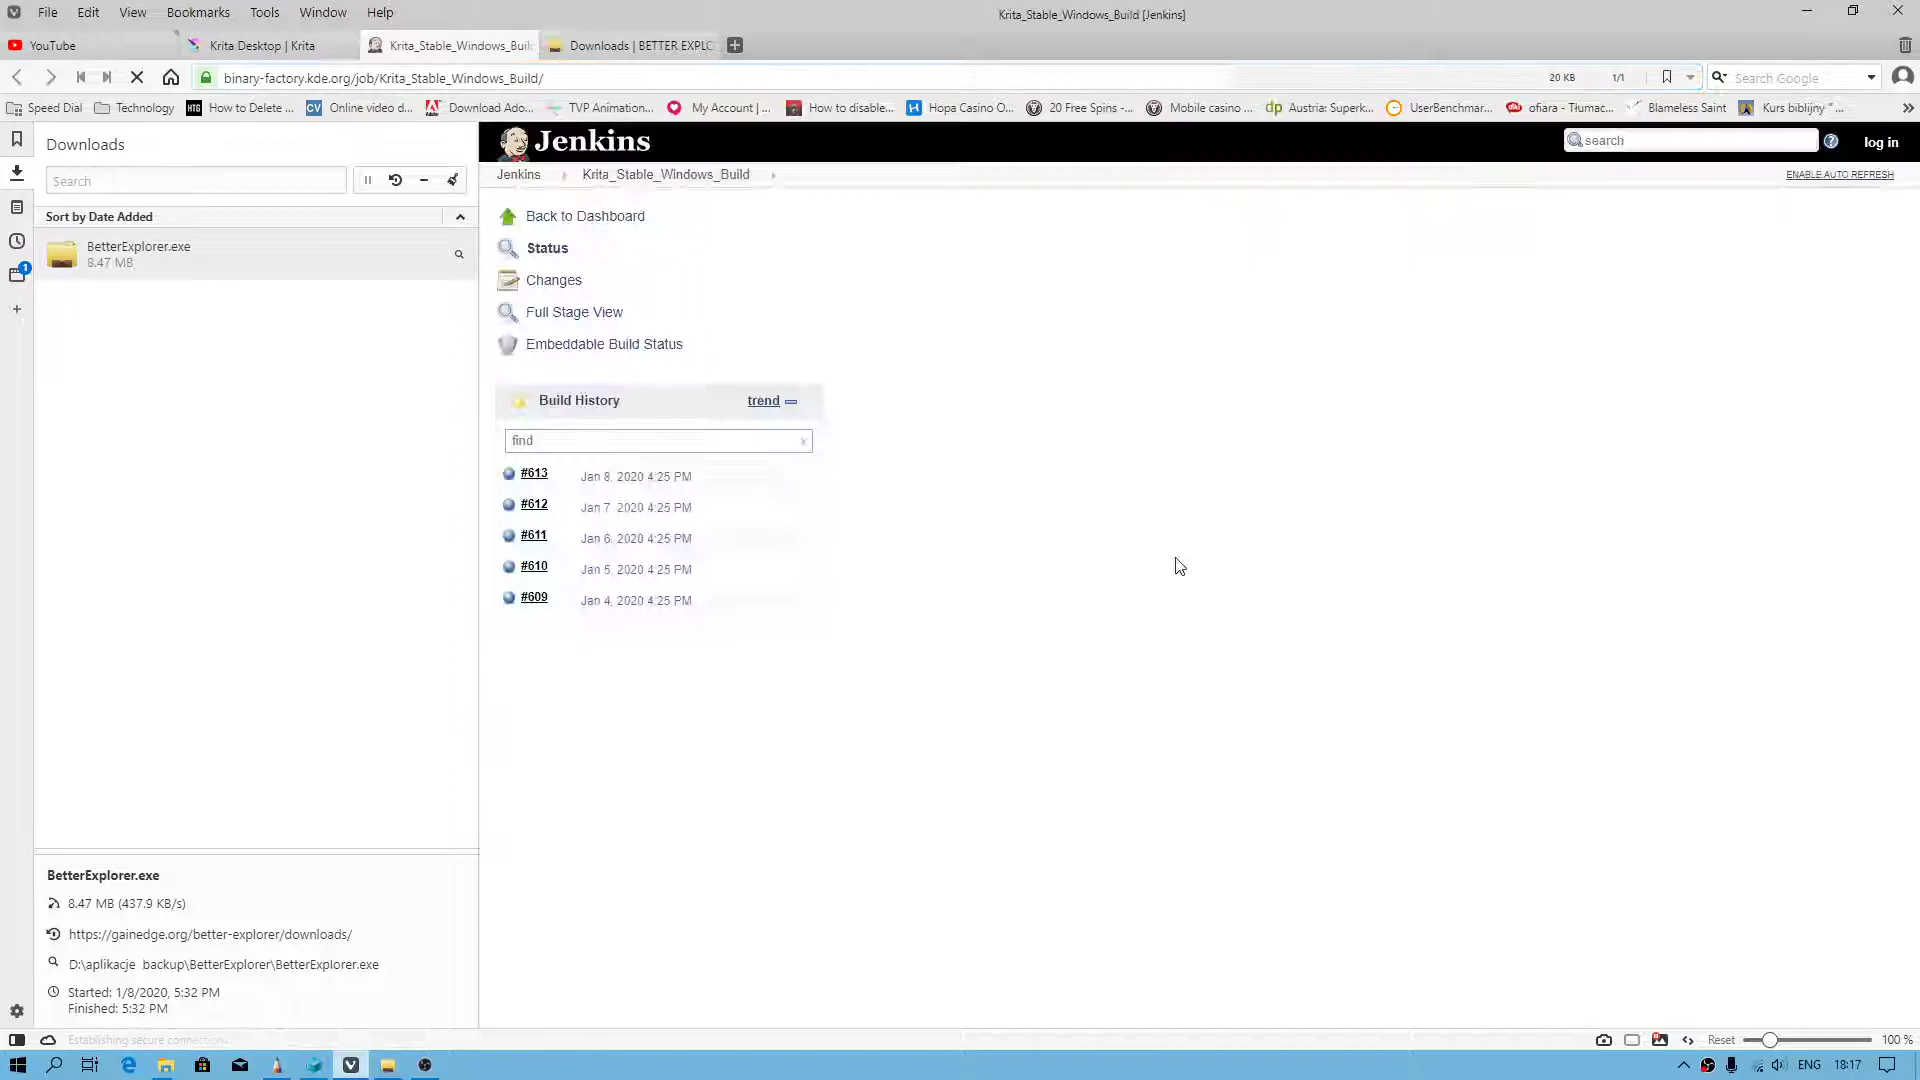 File Edit View Bookmarks Tools Window Help
Krita_Stable_Windows_Build [Jenkins]
YouTube
Krita Desktop | Krita
Krita_Stable_Windows_Buil
Downloads | BETTER EXPLC
binary-factory.kde.org/job/Krita_Stable_Windows_Build/
20 KB
1/1
Search Google
Speed Dial
Technology
HTG How to Delete ...
CV Online video d...
Download Ado...
TVP Animation...
My Account | ...
How to disable...
H Hopa Casino O...
20 Free Spins -...
Mobile casino ...
dp Austria: Superk...
UserBenchmar...
ofiara - Tłumac...
Blameless Saint
Kurs biblijny “ ...
Downloads
Search
Sort by Date Added
BetterExplorer.exe
8.47 MB
1
Jenkins
search
log in
Jenkins
Krita_Stable_Windows_Build
ENABLE AUTO REFRESH
Back to Dashboard
Status
Changes
Full Stage View
Embeddable Build Status
Build History
trend
find
x
#613 Jan 8, 2020 4:25 PM
#612 Jan 7, 2020 4:25 PM
#611 Jan 6, 2020 4:25 PM
#610 Jan 5, 2020 4:25 PM
#609 Jan 4, 2020 4:25 PM
BetterExplorer.exe
8.47 MB (437.9 KB/s)
https://gainedge.org/better-explorer/downloads/
D:\aplikacje backup\BetterExplorer\BetterExplorer.exe
Started: 1/8/2020, 5:32 PM
Finished: 5:32 PM
Establishing secure connection...
Reset
100 %
ENG
18:17